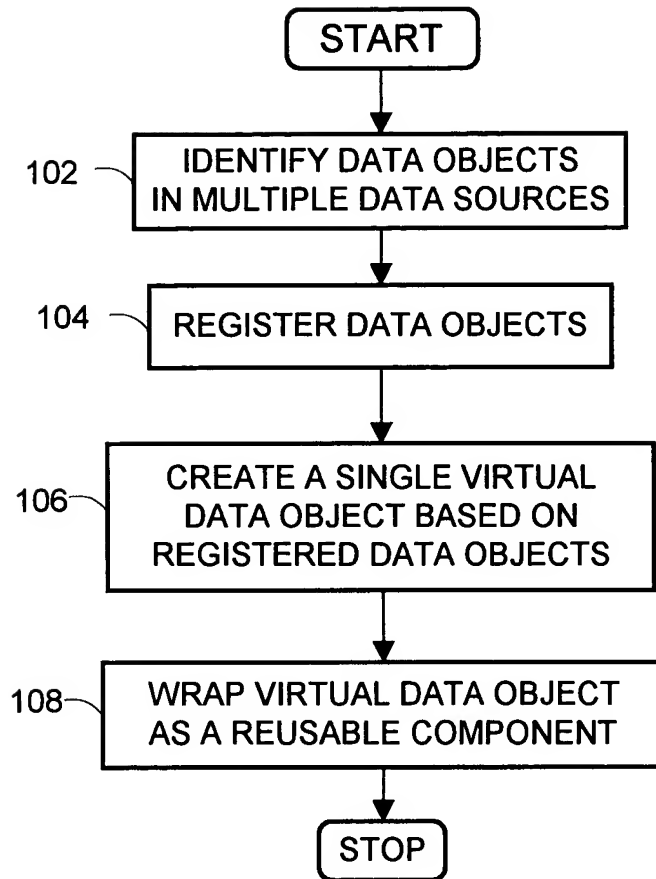 START
102
IDENTIFY DATA OBJECTS
IN MULTIPLE DATA SOURCES
104
REGISTER DATA OBJECTS
106
CREATE A SINGLE VIRTUAL
DATA OBJECT BASED ON
REGISTERED DATA OBJECTS
108
WRAP VIRTUAL DATA OBJECT
AS A REUSABLE COMPONENT
STOP